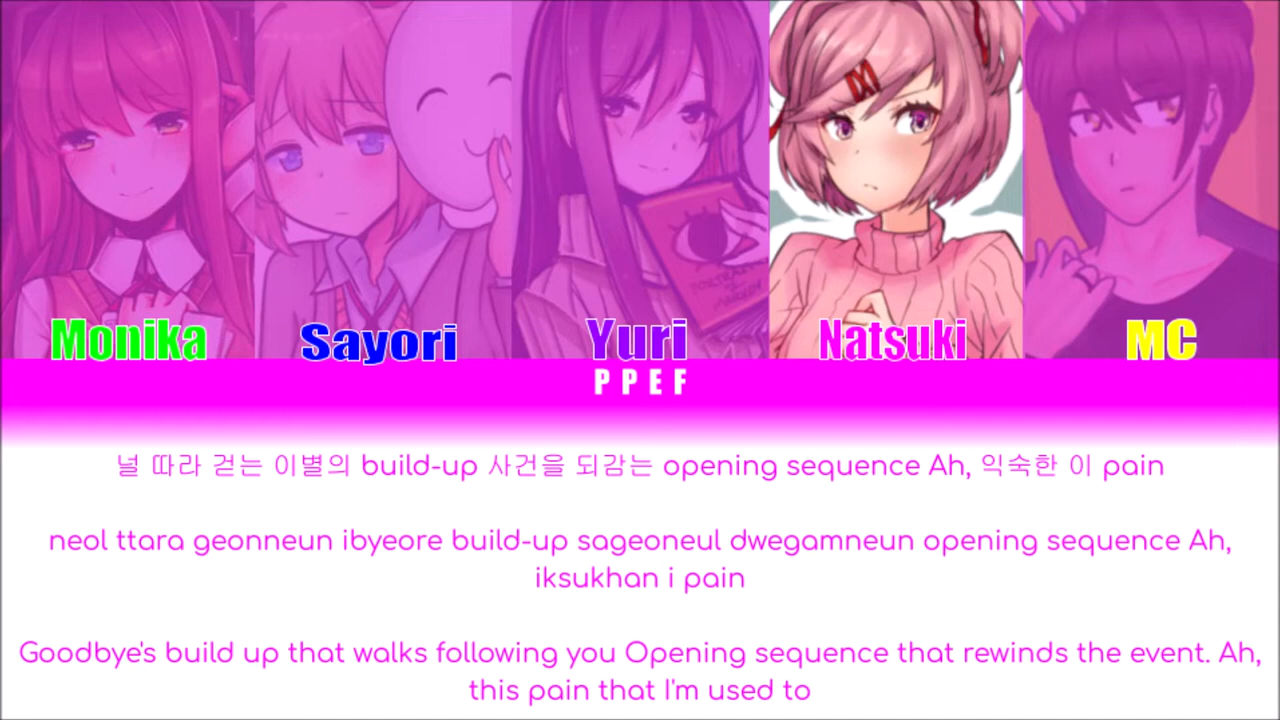 PORTRAIT
of
MARKOV
Monika
Sayori
Yuri
Natsuki
MC
PPEF
널 따라 걷는 이별의 build-up 사건을 되감는 opening sequence Ah, 익숙한 이 pain
neol ttara geonneun ibyeore build-up sageoneul dwegamneun opening sequence Ah,
iksukhan i pain
Goodbye's build up that walks following you Opening sequence that rewinds the event. Ah,
this pain that I'm used to